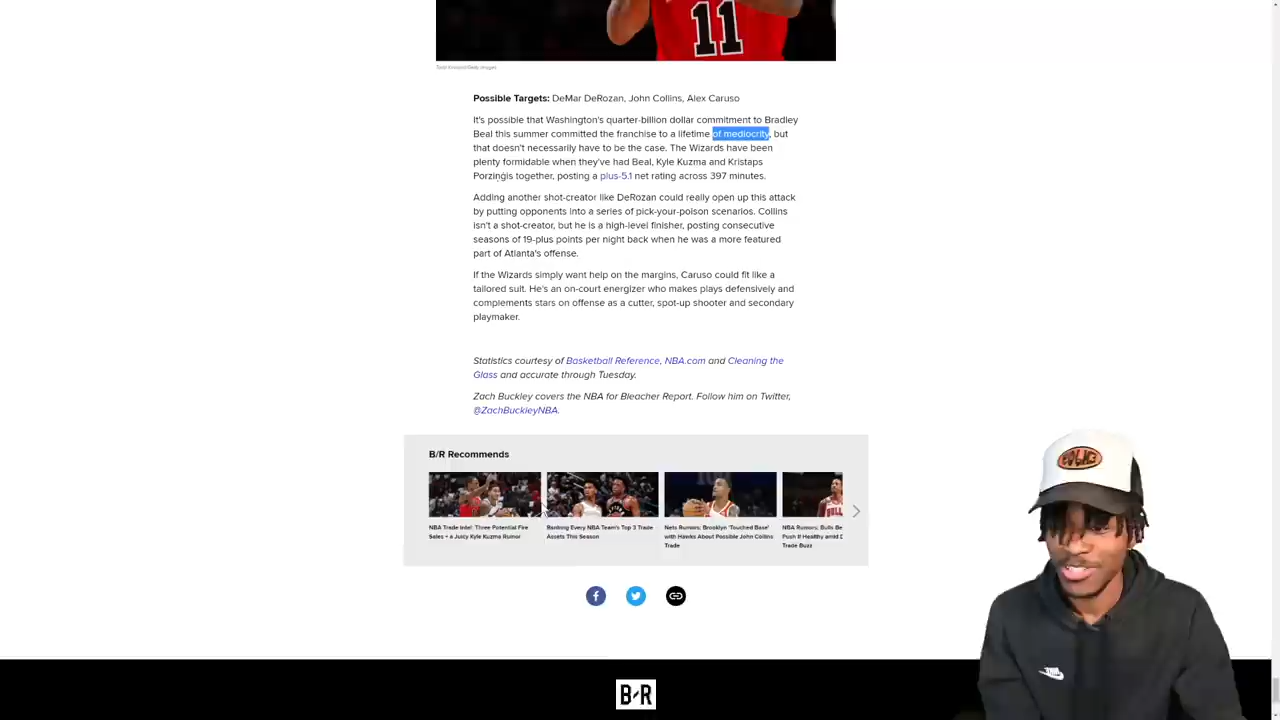 11
Possible Targets: DeMar DeRozan, John Collins, Alex Caruso
It's possible that Washington's quarter-billion dollar commitment to Bradley
Beal this summer committed the franchise to a lifetime of mediocrity, but
that doesn't necessarily have to be the case. The Wizards have been
plenty formidable when they've had Beal, Kyle Kuzma and Kristaps
Porziņģis together, posting a plus-5.1 net rating across 397 minutes.
Adding another shot-creator like DeRozan could really open up this attack
by putting opponents into a series of pick-your-poison scenarios. Collins
isn't a shot-creator, but he is a high-level finisher, posting consecutive
seasons of 19-plus points per night back when he was a more featured
part of Atlanta's offense.
If the Wizards simply want help on the margins, Caruso could fit like a
tailored suit. He's an on-court energizer who makes plays defensively and
complements stars on offense as a cutter, spot-up shooter and secondary
playmaker.
Statistics courtesy of Basketball Reference, NBA.com and Cleaning the
Glass and accurate through Tuesday.
Zach Buckley covers the NBA for Bleacher Report. Follow him on Twitter,
@ZachBuckleyNBA.
B/R Recommends
NBA Trade Intel: Three Potential Fire
Sales + a Juicy Kyle Kuzma Rumor
Ranking Every NBA Team's Top 3 Trade
Assets This Season
Nets Rumors: Brooklyn 'Touched Base'
with Hawks About Possible John Collins
Trade
NBA Rumors: Bulls Be
Push If Healthy amid D
Trade Buzz
B/R